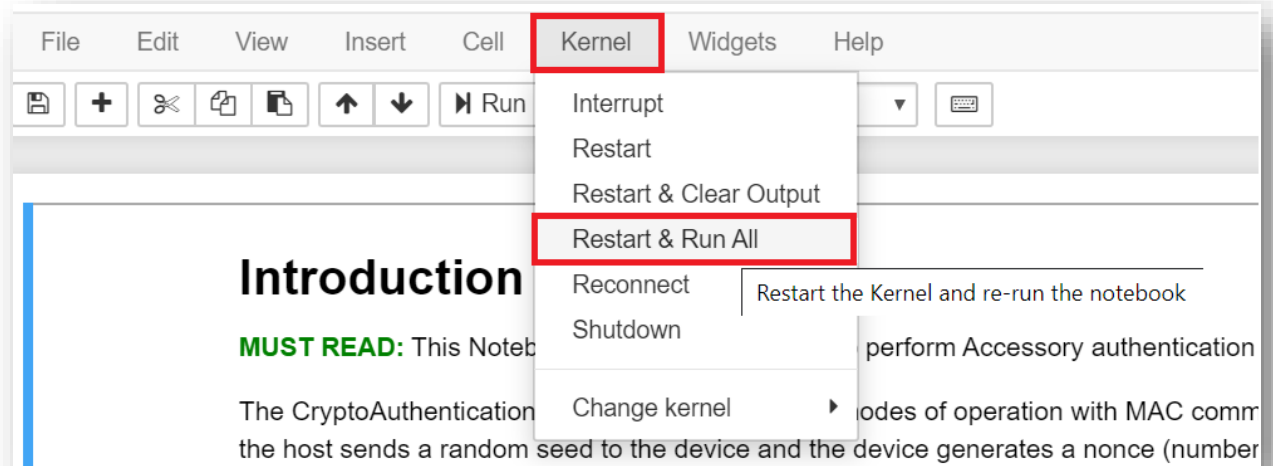 File Edit View Insert Cell Kernel Widgets Help
Run
Interrupt
Restart
Restart & Clear Output
Restart & Run All
Reconnect
Shutdown
Change kernel
Restart the Kernel and re-run the notebook
Introduction
MUST READ: This Noteb perform Accessory authentication
The CryptoAuthentication odes of operation with MAC comm
the host sends a random seed to the device and the device generates a nonce (number